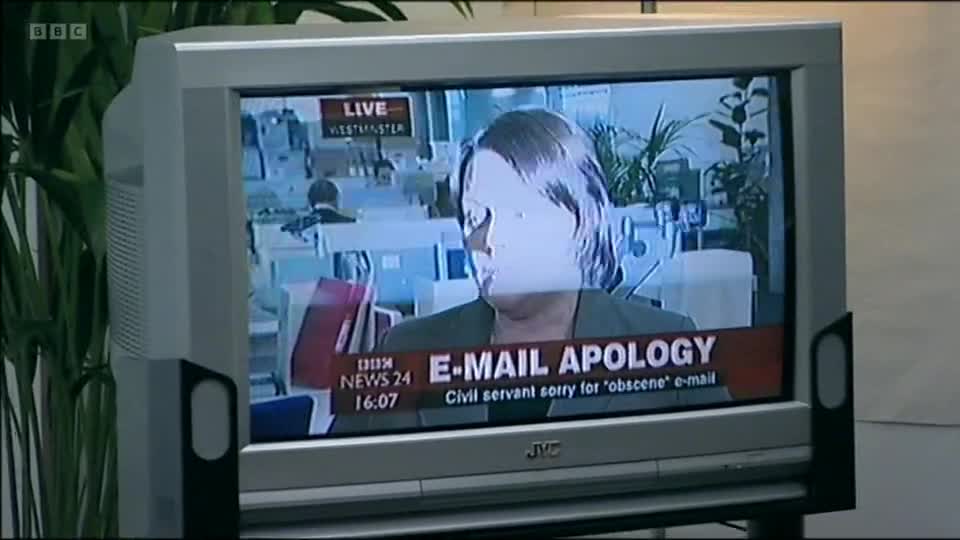 BBC
LIVE
WESTMINSTER
BBC
NEWS 24
16:07
E-MAIL APOLOGY
Civil servant sorry for "obscene" e-mail
JVC